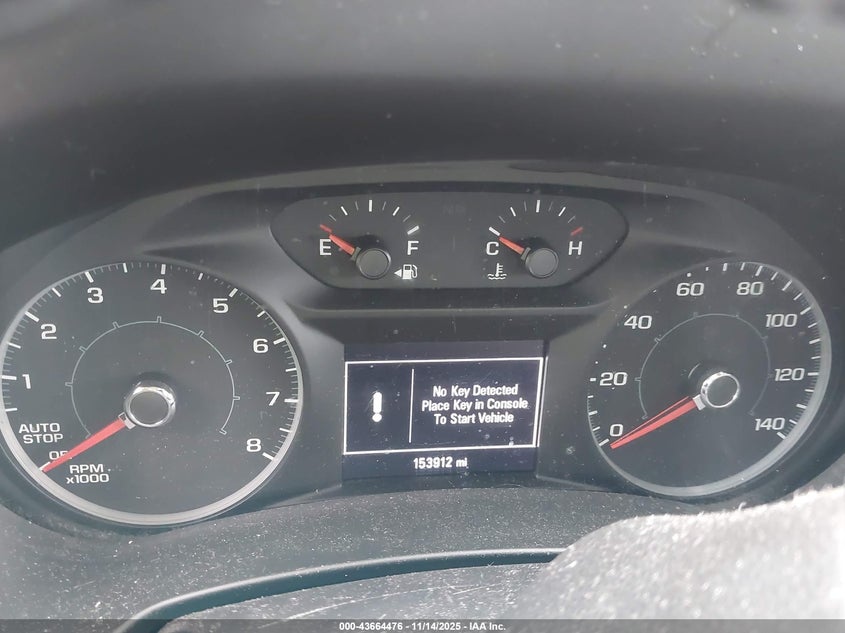 E F
C H
1 2 3 4 5 6 7 8
AUTO
STOP
RPM
x1000
No Key Detected
Place Key in Console
To Start Vehicle
153912 mi
0 20 40 60 80 100 120 140
000-43664476 - 11/14/2025 - IAA Inc.